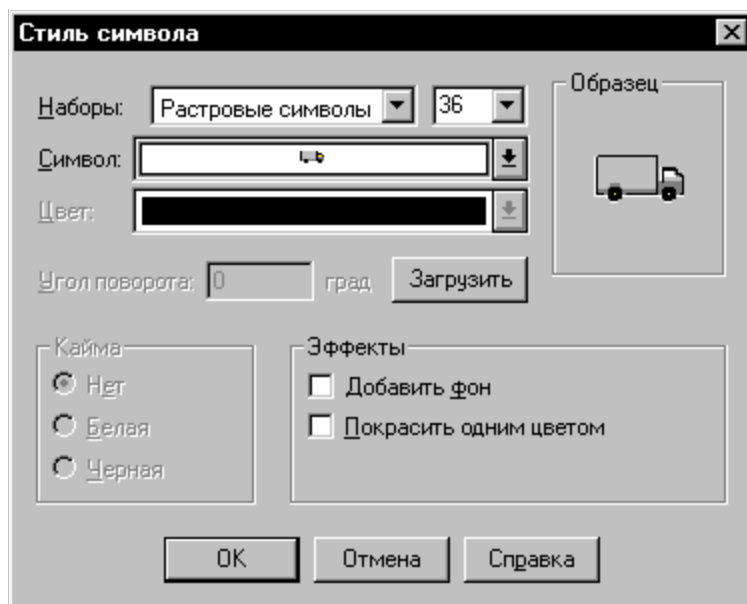 Стиль символа
Наборы: Растровые символы 36
Образец
Символ:
Цвет:
Угол поворота: 0 град Загрузить
Кайма
Нет
Белая
Черная
Эффекты
Добавить фон
Покрасить одним цветом
OK Отмена Справка